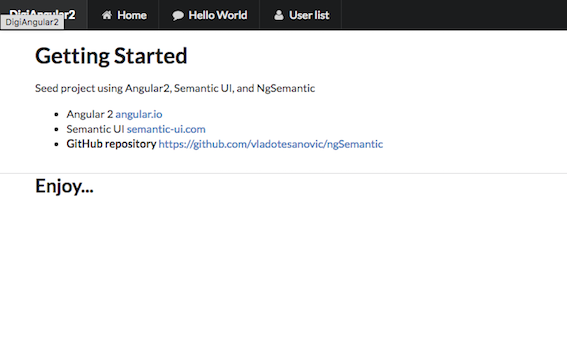 DigiAngular2 Home Hello World User list
DigiAngular2
Getting Started
Seed project using Angular2, Semantic UI, and NgSemantic
Angular 2 angular.io
Semantic UI semantic-ui.com
GitHub repository https://github.com/vladotesanovic/ngSemantic
Enjoy...